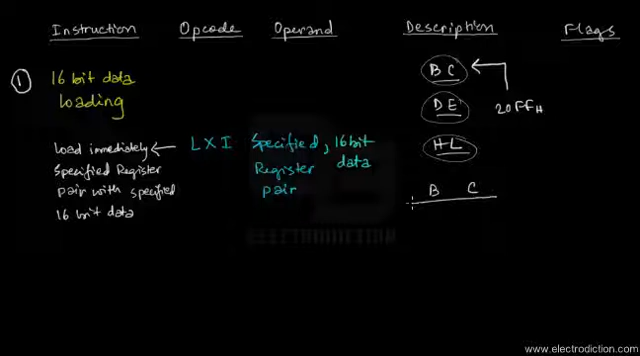 Instruction Opcode Operand Description Flags
1 16 bit data
Loading
BC
DE
20FFH
HL
Load immediately ← LXI Specified, 16 bit
Specified Register Register data
pair with specified pair
16 bit data
B C
www.electrodiction.com